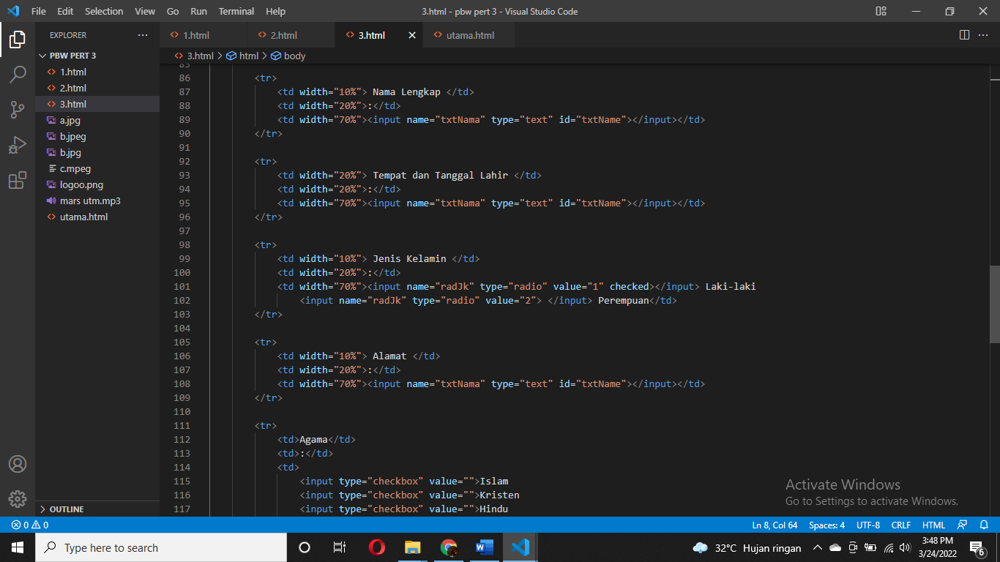 File Edit Selection View Go Run Terminal Help 3.html - pbw pert 3 - Visual Studio Code
EXPLORER
PBW PERT 3
1.html
2.html
3.html
a.jpg
b.jpeg
b.jpg
c.mpeg
logoo.png
mars utm.mp3
utama.html
OUTLINE
1.html 2.html 3.html utama.html
3.html > html > body
85
86 <tr>
87 <td width="10%"> Nama Lengkap </td>
88 <td width="20%">:</td>
89 <td width="70%"><input name="txtNama" type="text" id="txtName"></input></td>
90 </tr>
91
92 <tr>
93 <td width="20%"> Tempat dan Tanggal Lahir </td>
94 <td width="20%">:</td>
95 <td width="70%"><input name="txtNama" type="text" id="txtName"></input></td>
96 </tr>
97
98 <tr>
99 <td width="10%"> Jenis Kelamin </td>
100 <td width="20%">:</td>
101 <td width="70%"><input name="radJk" type="radio" value="1" checked></input> Laki-laki
102 <input name="radJk" type="radio" value="2"> </input> Perempuan</td>
103 </tr>
104
105 <tr>
106 <td width="10%"> Alamat </td>
107 <td width="20%">:</td>
108 <td width="70%"><input name="txtNama" type="text" id="txtName"></input></td>
109 </tr>
110
111 <tr>
112 <td>Agama</td>
113 <td>:</td>
114 <td>
115 <input type="checkbox" value="">Islam
116 <input type="checkbox" value="">Kristen
117 <input type="checkbox" value="">Hindu
Activate Windows
Go to Settings to activate Windows.
0 0 Ln 8, Col 64 Spaces: 4 UTF-8 CRLF HTML
Type here to search 32°C Hujan ringan 3:48 PM
3/24/2022
6